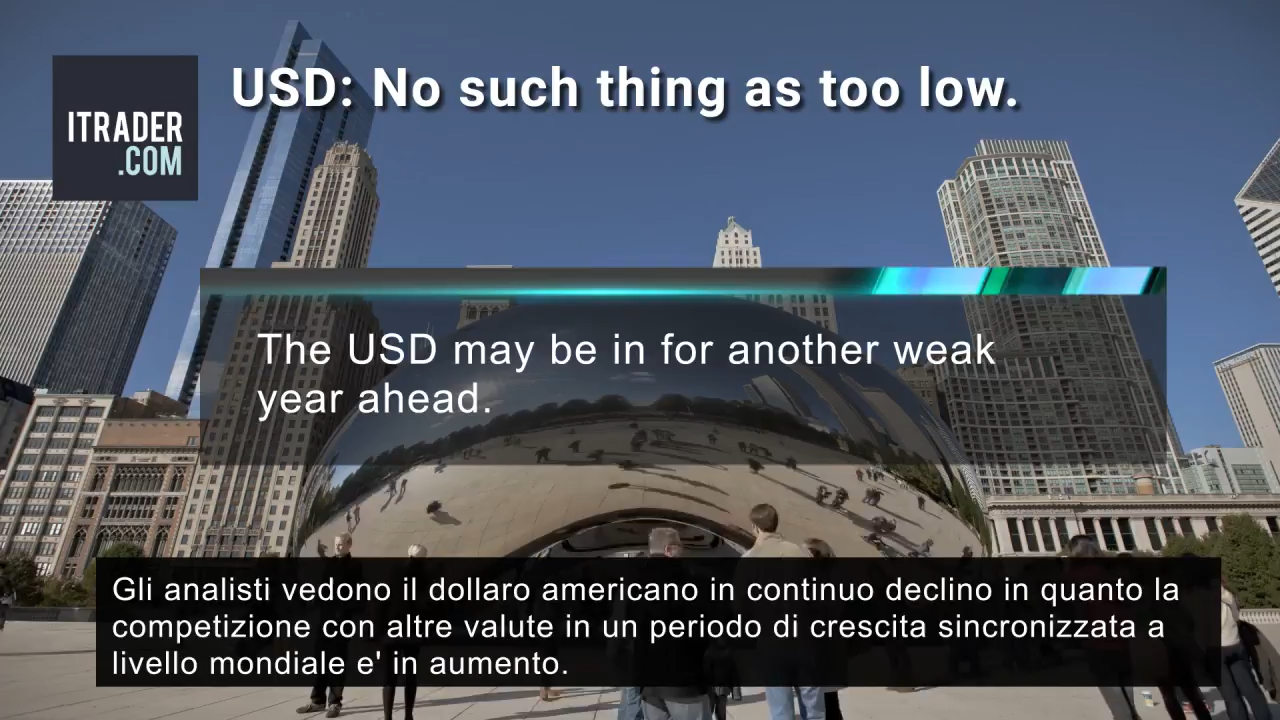 ITRADER
.COM
USD: No such thing as too low.
The USD may be in for another weak
year ahead.
Gli analisti vedono il dollaro americano in continuo declino in quanto la
competizione con altre valute in un periodo di crescita sincronizzata a
livello mondiale e' in aumento.